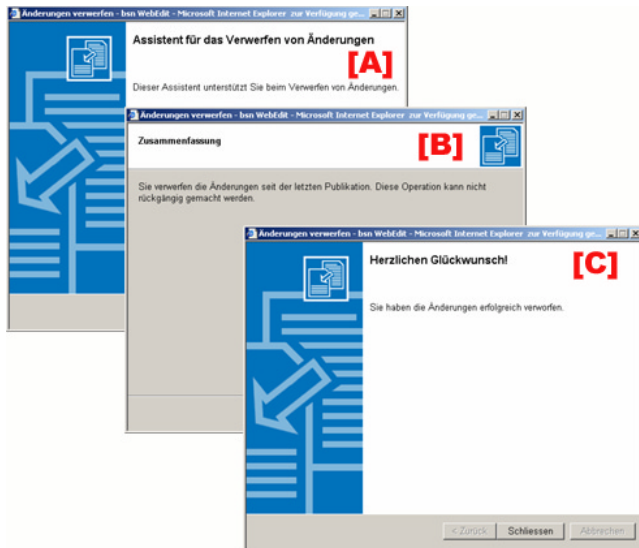 Änderungen verwerfen - bsn WebEdit - Microsoft Internet Explorer zur Verfügung ge...
Assistent für das Verwerfen von Änderungen
[A]
Dieser Assistent unterstützt Sie beim Verwerfen von Änderungen.
Änderungen verwerfen - bsn WebEdit - Microsoft Internet Explorer zur Verfügung ge...
Zusammenfassung
[B]
Sie verwerfen die Änderungen seit der letzten Publikation. Diese Operation kann nicht
rückgängig gemacht werden.
Änderungen verwerfen - bsn WebEdit - Microsoft Internet Explorer zur Verfügung ge...
Herzlichen Glückwunsch!
[C]
Sie haben die Änderungen erfolgreich verworfen.
< Zurück Schliessen Abbrechen